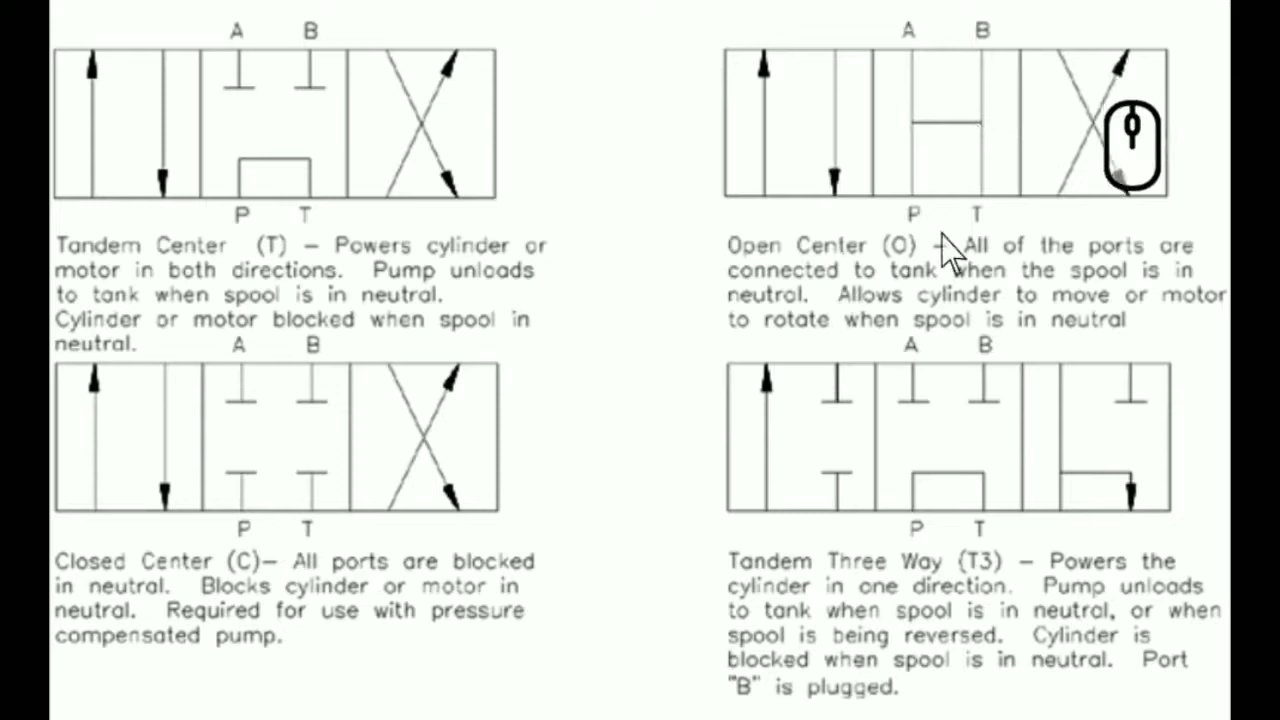 A B
P T
Tandem Center (T) – Powers cylinder or
motor in both directions. Pump unloads
to tank when spool is in neutral.
Cylinder or motor blocked when spool in
neutral.
A B
P T
Open Center (O) – All of the ports are
connected to tank when the spool is in
neutral. Allows cylinder to move or motor
to rotate when spool is in neutral
A B
P T
Closed Center (C)– All ports are blocked
in neutral. Blocks cylinder or motor in
neutral. Required for use with pressure
compensated pump.
A B
P T
Tandem Three Way (T3) – Powers the
cylinder in one direction. Pump unloads
to tank when spool is in neutral, or when
spool is being reversed. Cylinder is
blocked when spool is in neutral. Port
"B" is plugged.